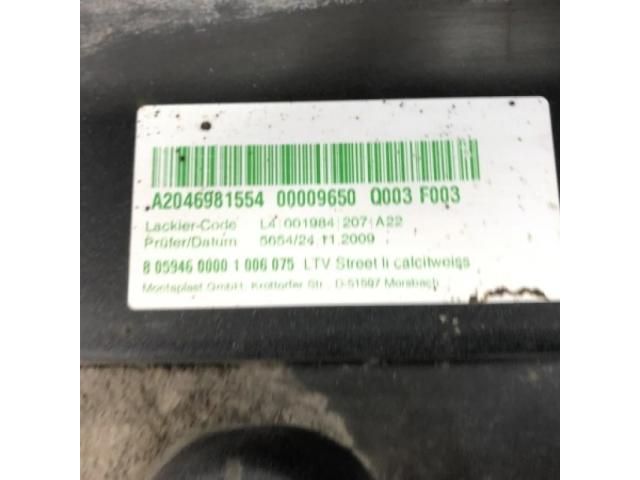 A2046981554 00009650 Q003 F003
Lackier-Code L4 001984|207|A22
Prüfer/Datum 5654/24.11.2009
8 05946 0000 1 006 075 LTV Street li calcitweiss
Montaplast GmbH, Krottorfer Str., D-51597 Morsbach